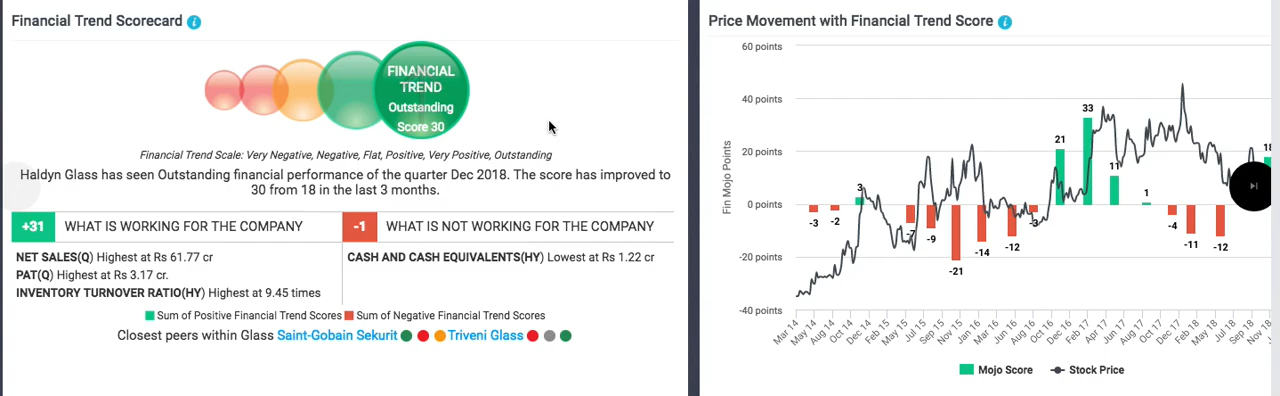 Financial Trend Scorecard i
FINANCIAL
TREND
Outstanding
Score 30
Financial Trend Scale: Very Negative, Negative, Flat, Positive, Very Positive, Outstanding
Haldyn Glass has seen Outstanding financial performance of the quarter Dec 2018. The score has improved to
30 from 18 in the last 3 months.
+31 WHAT IS WORKING FOR THE COMPANY
-1 WHAT IS NOT WORKING FOR THE COMPANY
NET SALES(Q) Highest at Rs 61.77 cr
PAT(Q) Highest at Rs 3.17 cr.
INVENTORY TURNOVER RATIO(HY) Highest at 9.45 times
CASH AND CASH EQUIVALENTS(HY) Lowest at Rs 1.22 cr
Sum of Positive Financial Trend Scores Sum of Negative Financial Trend Scores
Closest peers within Glass Saint-Gobain Sekurit Triveni Glass
Price Movement with Financial Trend Score i
Fin Mojo Points
60 points
40 points
20 points
0 points
-20 points
-40 points
-3 -2 3 -7 -9 -21 -14 -12 -3 21 33 11 1 -4 -11 -12 18
Mar 14 May 14 Aug 14 Oct 14 Dec 14 Feb 15 May 15 Jul 15 Sep 15 Nov 15 Jan 16 Apr 16 Jun 16 Aug 16 Oct 16 Dec 16 Feb 17 Apr 17 Jun 17 Aug 17 Oct 17 Dec 17 Mar 18 May 18 Jul 18 Sep 18 Nov 18
Mojo Score Stock Price